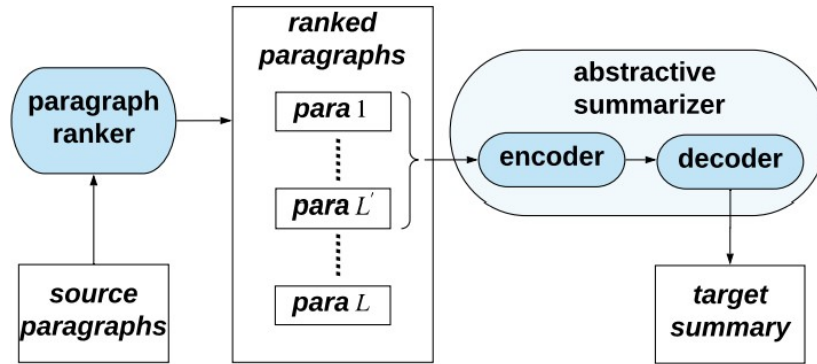 paragraph
ranker
source
paragraphs
ranked
paragraphs
para 1
para L′
para L
abstractive
summarizer
encoder
decoder
target
summary